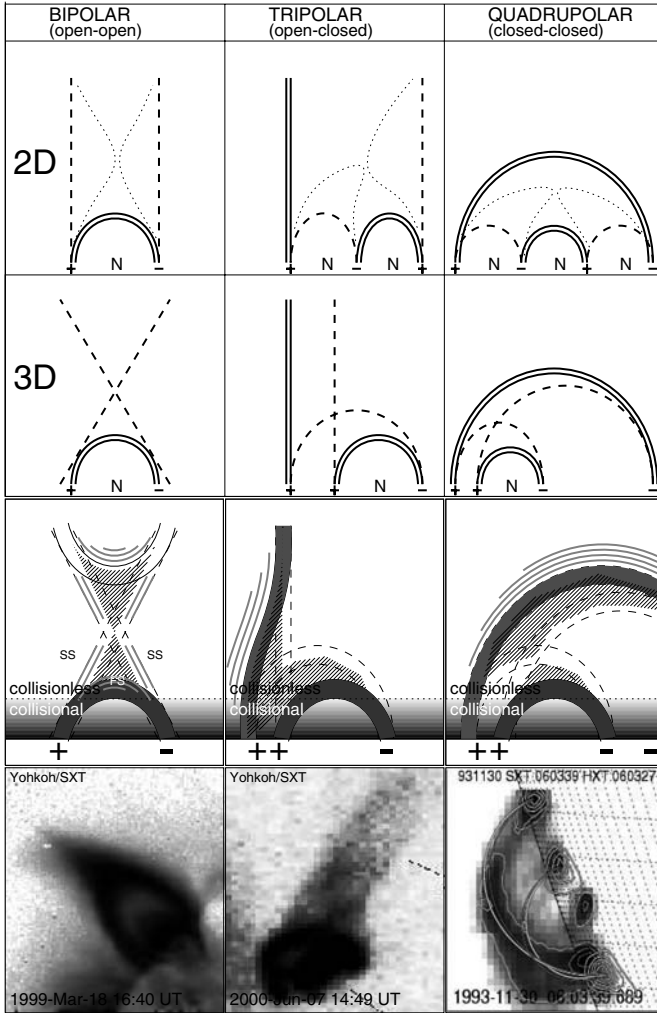 BIPOLAR TRIPOLAR QUADRUPOLAR
(open-open) (open-closed) (closed-closed)
2D
N N N N N N
+ - + - + + - + -
3D
N N N
+ - + + - + + - -
SS SS
FS
collisionless collisionless collisionless
collisional collisional collisional
+ - + + - + + - -
Yohkoh/SXT Yohkoh/SXT 931130 SXT:060339 HXT:060327
1999-Mar-18 16:40 UT 2000-Jun-07 14:49 UT 1993-11-30 06:03:39.689